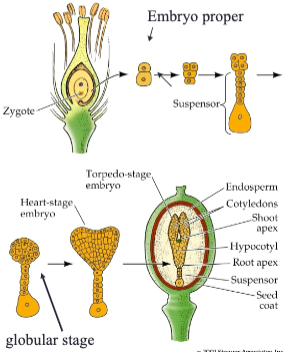 Embryo proper
Zygote
Suspensor
Torpedo-stage
embryo
Heart-stage
embryo
Endosperm
Cotyledons
Shoot
apex
Hypocotyl
Root apex
Suspensor
Seed
coat
globular stage